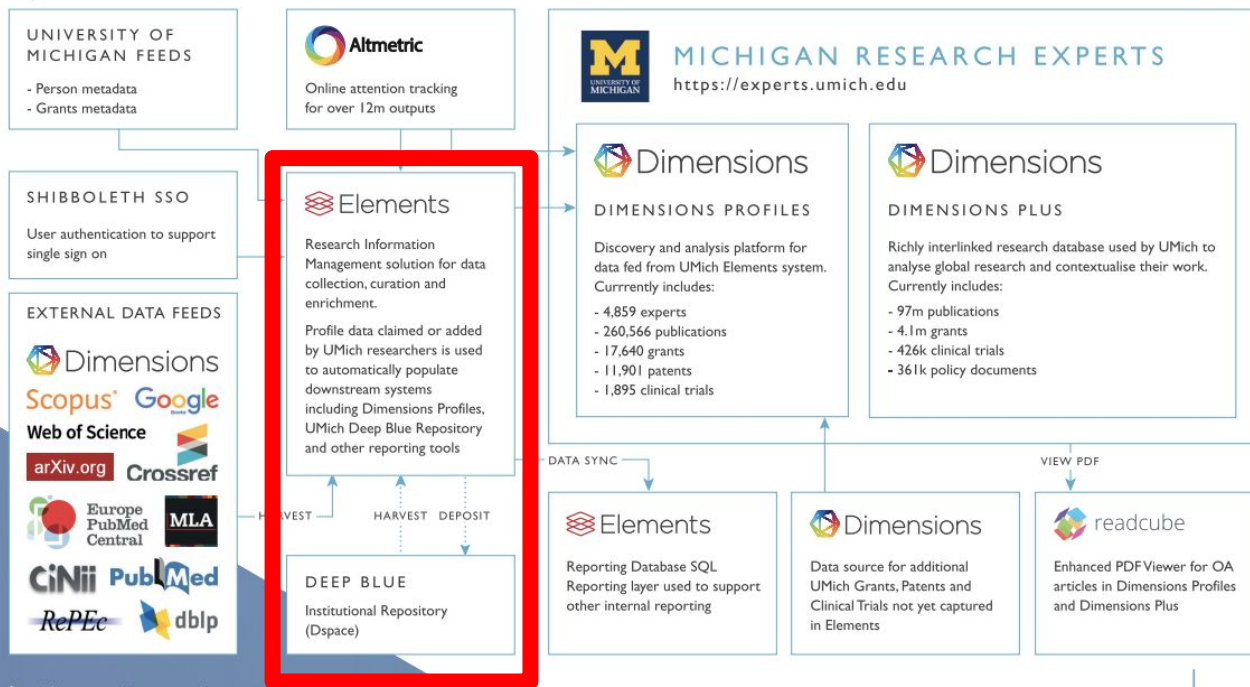 UNIVERSITY OF
MICHIGAN FEEDS
- Person metadata
- Grants metadata
Altmetric
Online attention tracking
for over 12m outputs
M
UNIVERSITY OF
MICHIGAN
MICHIGAN RESEARCH EXPERTS
https://experts.umich.edu
SHIBBOLETH SSO
User authentication to support
single sign on
Elements
Research Information
Management solution for data
collection, curation and
enrichment.
Profile data claimed or added
by UMich researchers is used
to automatically populate
downstream systems
including Dimensions Profiles,
UMich Deep Blue Repository
and other reporting tools
Dimensions
DIMENSIONS PROFILES
Discovery and analysis platform for
data fed from UMich Elements system.
Currrently includes:
- 4,859 experts
- 260,566 publications
- 17,640 grants
- 11,901 patents
- 1,895 clinical trials
Dimensions
DIMENSIONS PLUS
Richly interlinked research database used by UMich to
analyse global research and contextualise their work.
Currently includes:
- 97m publications
- 4.1m grants
- 426k clinical trials
- 361k policy documents
EXTERNAL DATA FEEDS
Dimensions
Scopus
Google
Books
Web of Science
arXiv.org
Crossref
Europe
PubMed
Central
MLA
CiNii
PubMed
RePEc
dblp
HARVEST
HARVEST
DEPOSIT
DATA SYNC
VIEW PDF
DEEP BLUE
Institutional Repository
(Dspace)
Elements
Reporting Database SQL
Reporting layer used to support
other internal reporting
Dimensions
Data source for additional
UMich Grants, Patents and
Clinical Trials not yet captured
in Elements
readcube
Enhanced PDF Viewer for OA
articles in Dimensions Profiles
and Dimensions Plus